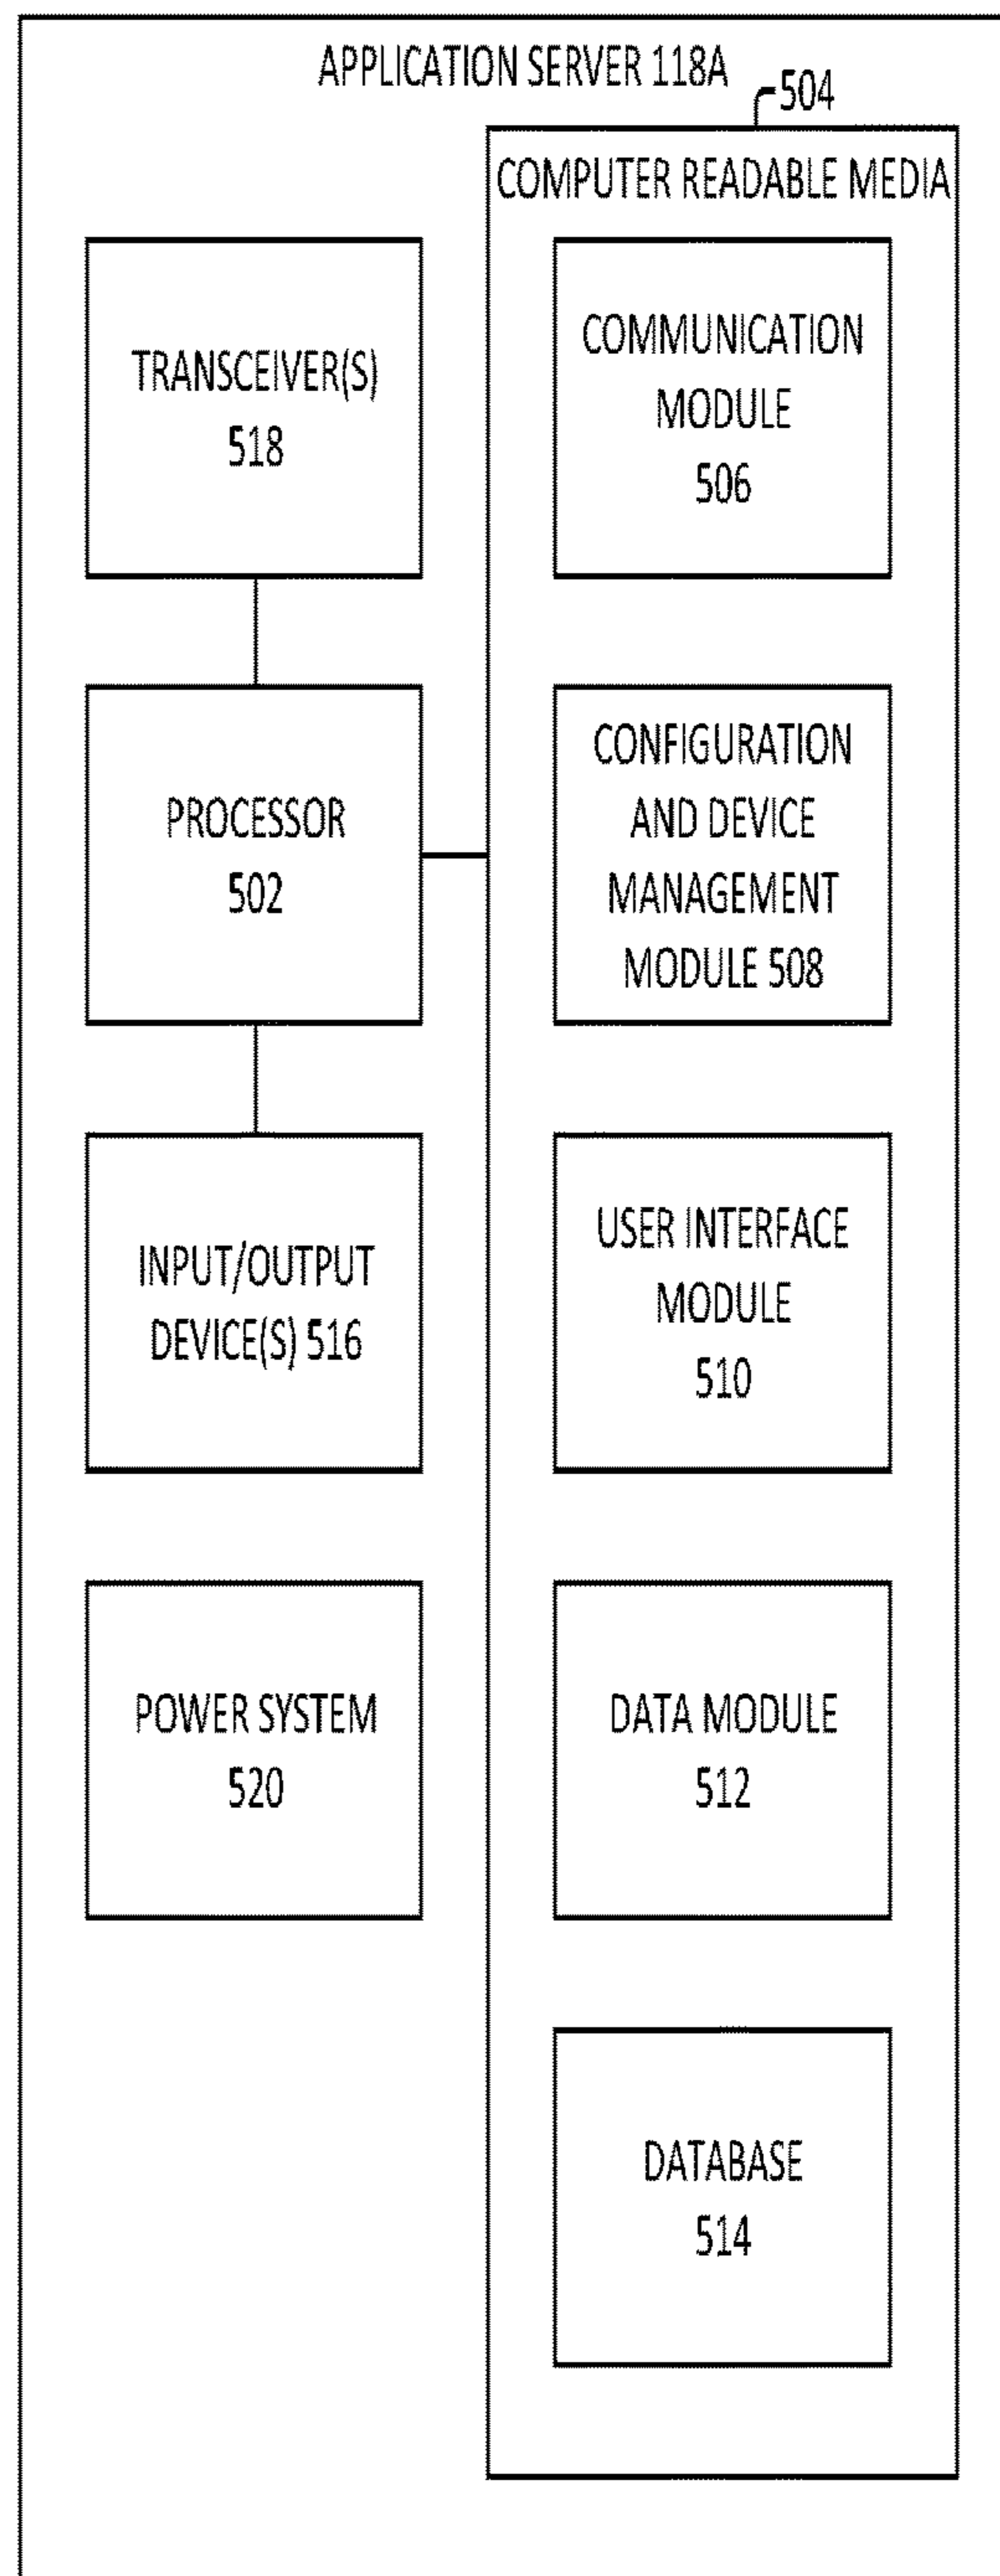 APPLICATION SERVER 118A
504
COMPUTER READABLE MEDIA
TRANSCEIVER(S)
518
COMMUNICATION
MODULE
506
PROCESSOR
502
CONFIGURATION
AND DEVICE
MANAGEMENT
MODULE 508
INPUT/OUTPUT
DEVICE(S) 516
USER INTERFACE
MODULE
510
POWER SYSTEM
520
DATA MODULE
512
DATABASE
514